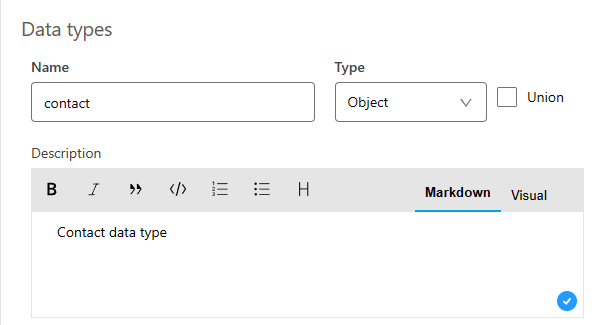 Data types
Name
Type
contact
Object
Union
Description
B I ” </> H
Markdown
Visual
Contact data type